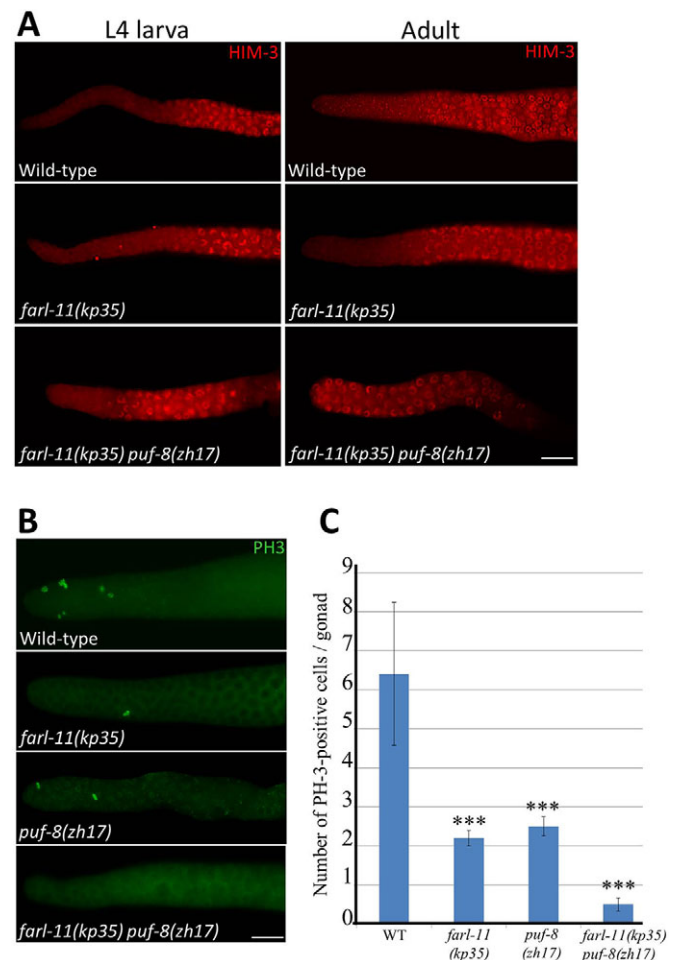 A
L4 larva
Adult
HIM-3
HIM-3
Wild-type
Wild-type
farl-11(kp35)
farl-11(kp35)
farl-11(kp35) puf-8(zh17)
farl-11(kp35) puf-8(zh17)
B
PH3
Wild-type
farl-11(kp35)
puf-8(zh17)
farl-11(kp35) puf-8(zh17)
C
Number of PH-3-positive cells / gonad
9
8
7
6
5
4
3
2
1
0
***
***
***
WT
farl-11
(kp35)
puf-8
(zh17)
farl-11(kp35)
puf-8(zh17)